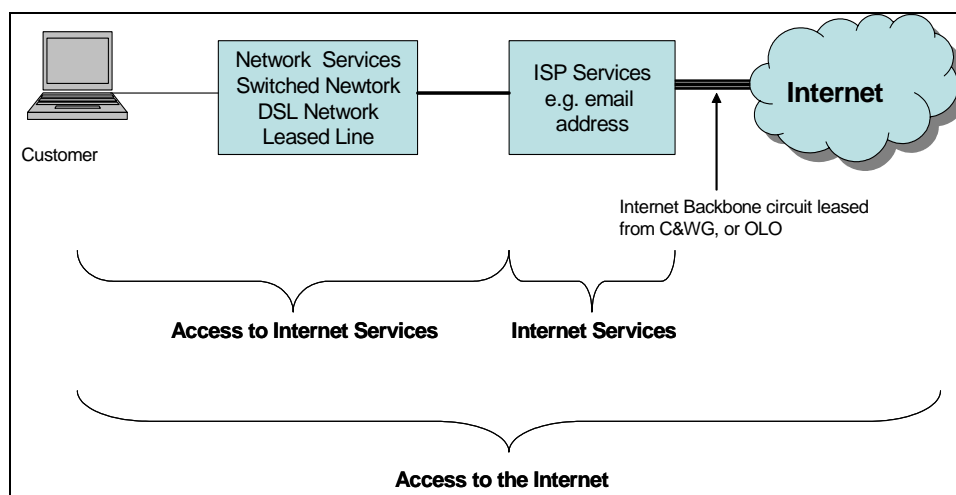 Network Services
Switched Newtork
DSL Network
Leased Line
ISP Services
e.g. email
address
Internet
Customer
Internet Backbone circuit leased
from C&WG, or OLO
Access to Internet Services
Internet Services
Access to the Internet